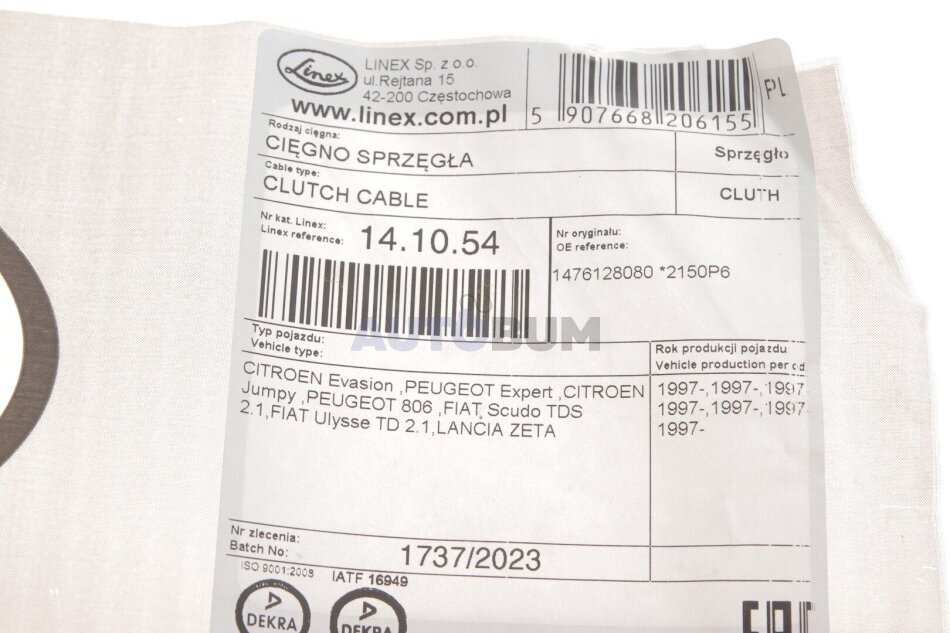 Linex
LINEX Sp. z o.o.
ul.Rejtana 15
42-200 Częstochowa
www.linex.com.pl
5 907668 206155
PL
Rodzaj cięgna:
CIĘGNO SPRZĘGŁA
Sprzęgło
Cable type:
CLUTCH CABLE
CLUTH
Nr kat. Linex:
Linex reference:
14.10.54
Nr oryginału:
OE reference:
1476128080 *2150P6
AUTOBUM
Typ pojazdu:
Vehicle type:
Rok produkcji pojazdu
Vehicle production per od
CITROEN Evasion ,PEUGEOT Expert ,CITROEN
Jumpy ,PEUGEOT 806 ,FIAT Scudo TDS
2.1,FIAT Ulysse TD 2.1,LANCIA ZETA
1997-,1997-,1997
1997-,1997-,1997-
1997-
Nr zlecenia:
Batch No:
1737/2023
ISO 9001:2008
IATF 16949
DEKRA
DEKRA